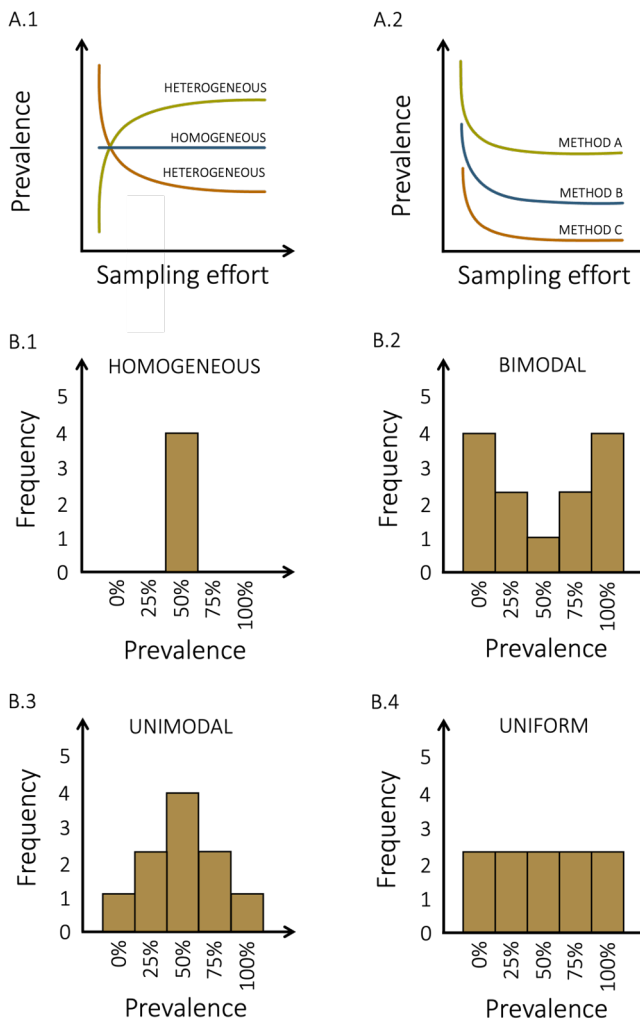 A.1
A.2
HETEROGENEOUS
HOMOGENEOUS
HETEROGENEOUS
Prevalence
Sampling effort
METHOD A
METHOD B
METHOD C
Prevalence
Sampling effort
B.1
HOMOGENEOUS
Frequency
5
4
3
2
1
0
0%
25%
50%
75%
100%
Prevalence
B.2
BIMODAL
Frequency
5
4
3
2
1
0
0%
25%
50%
75%
100%
Prevalence
B.3
UNIMODAL
Frequency
5
4
3
2
1
0
0%
25%
50%
75%
100%
Prevalence
B.4
UNIFORM
Frequency
5
4
3
2
1
0
0%
25%
50%
75%
100%
Prevalence